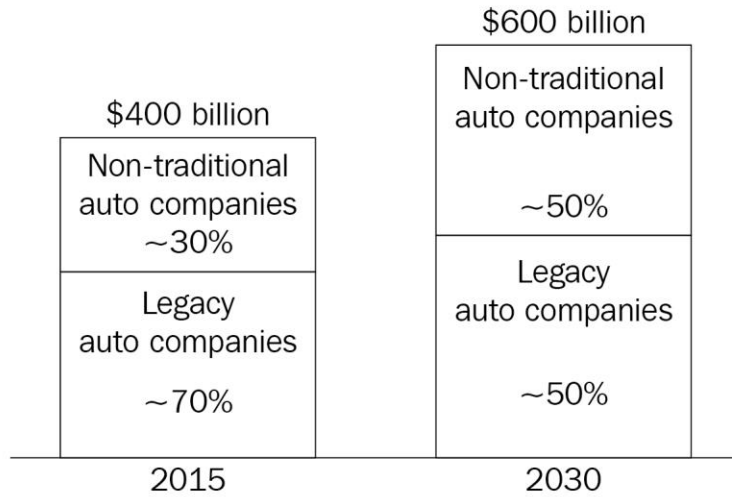 $400 billion
Non-traditional
auto companies
~30%
Legacy
auto companies
~70%
2015
$600 billion
Non-traditional
auto companies
~50%
Legacy
auto companies
~50%
2030